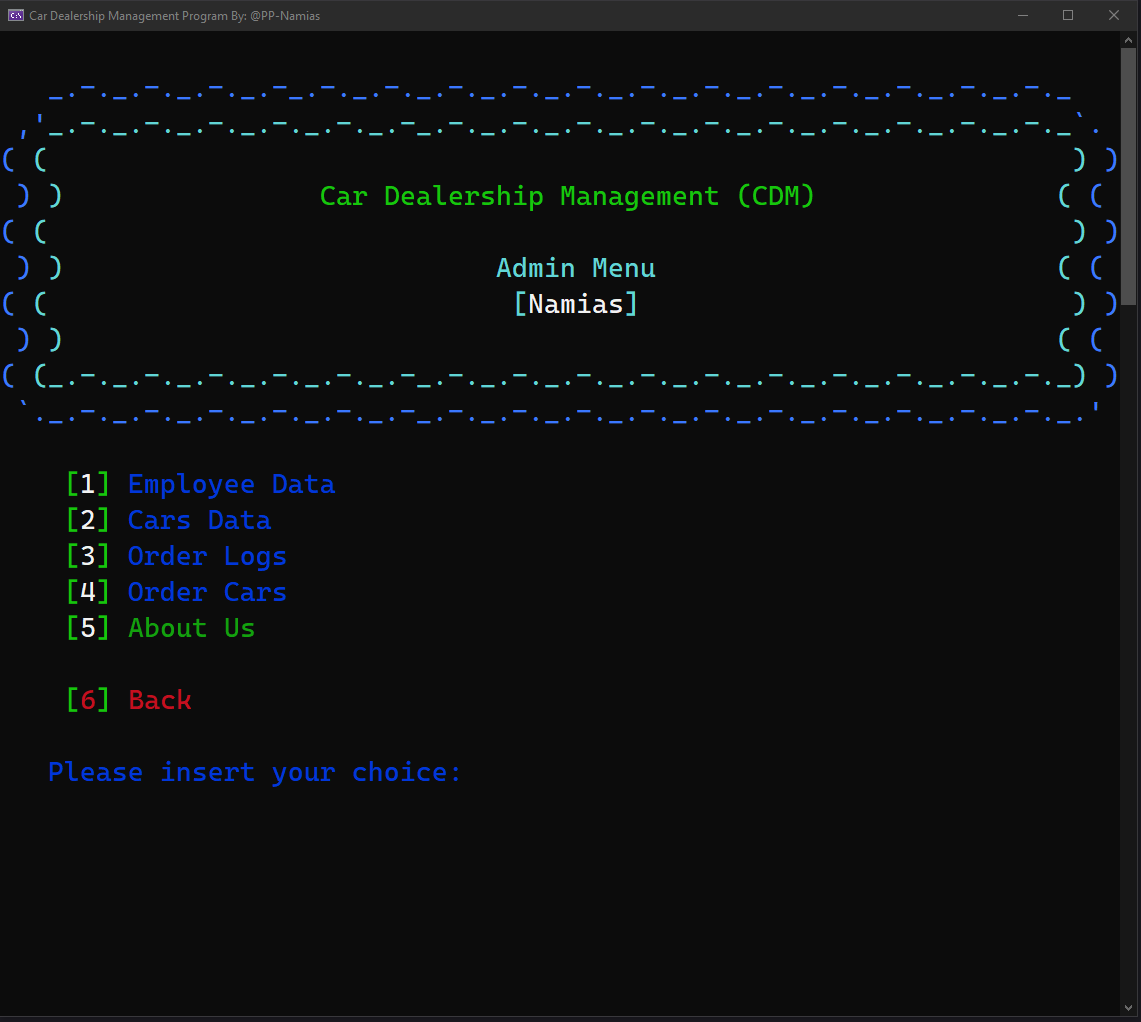 Car Dealership Management Program By: @PP-Namias
Car Dealership Management (CDM)
Admin Menu
[Namias]
[1] Employee Data
[2] Cars Data
[3] Order Logs
[4] Order Cars
[5] About Us
[6] Back
Please insert your choice: